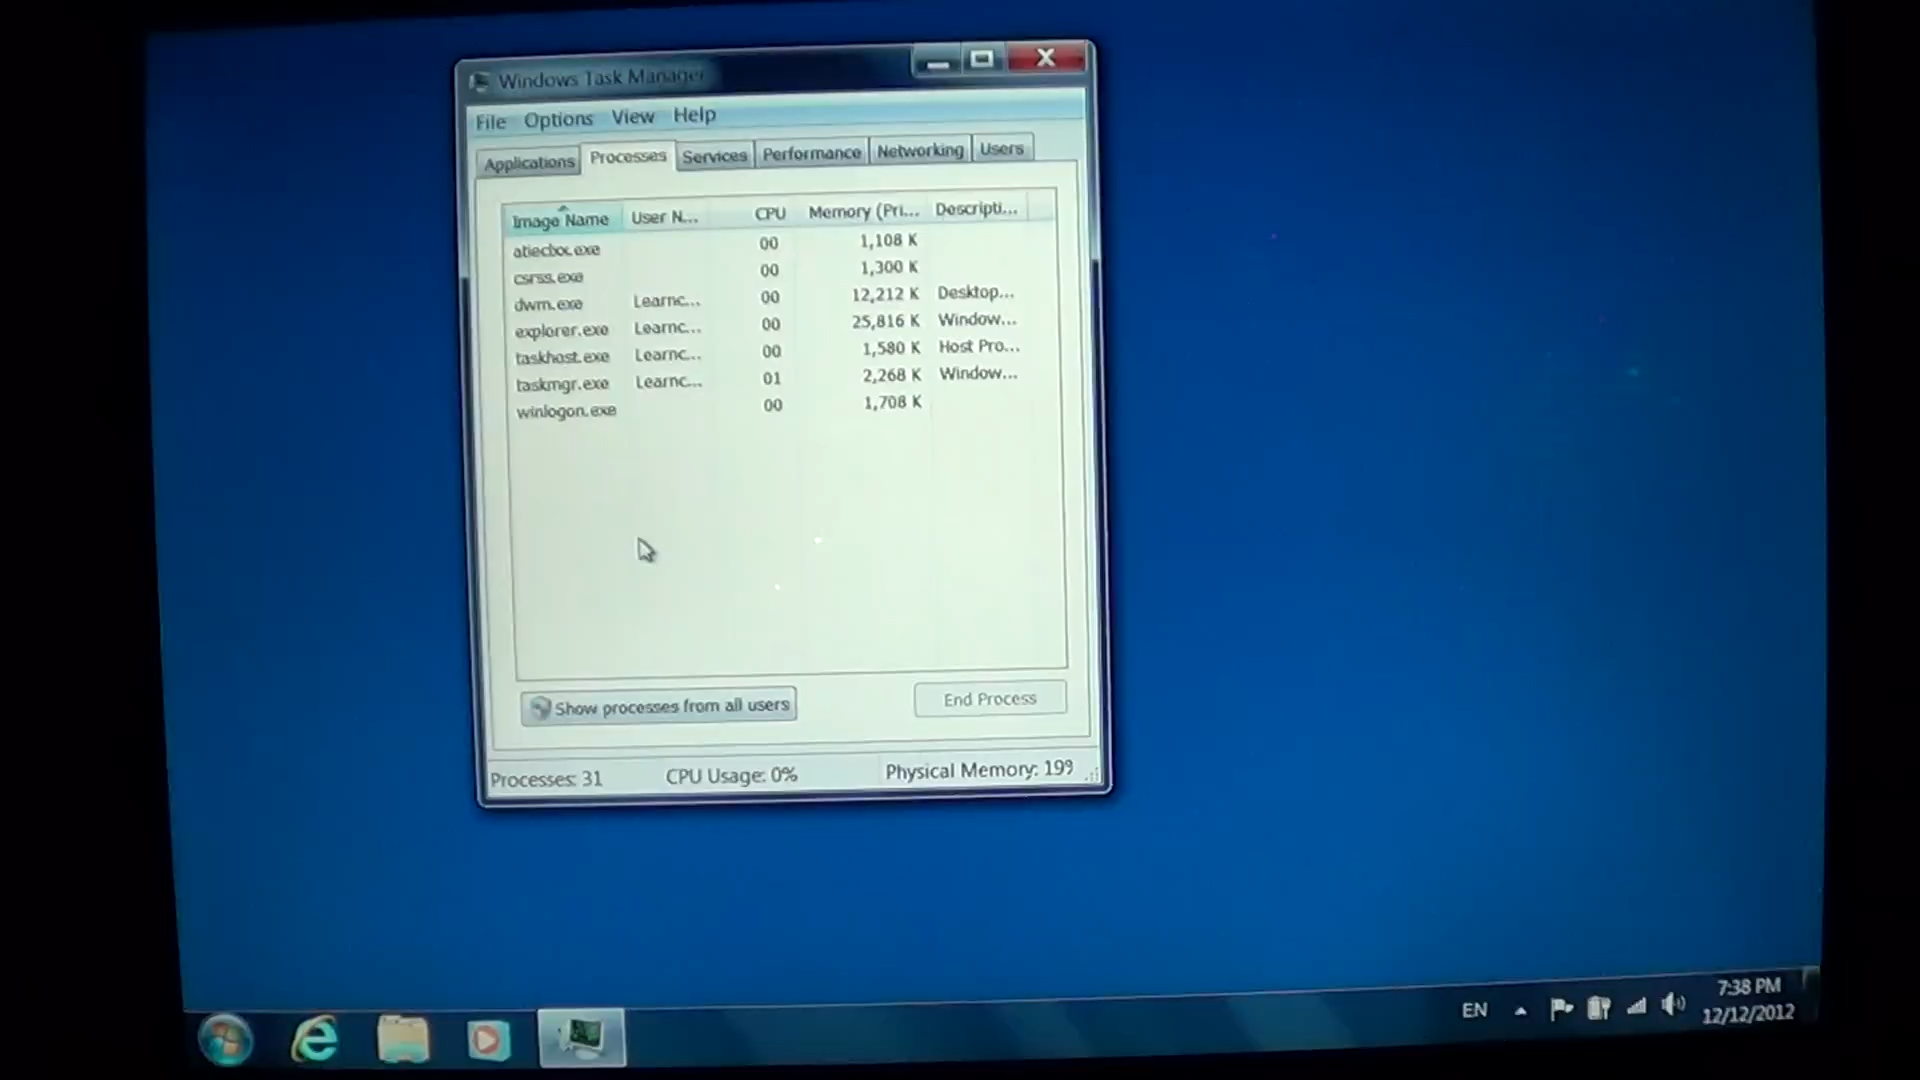 Windows Task Manager
File Options View Help
Applications Processes Services Performance Networking Users
Image Name User N... CPU Memory (Pri... Descripti...
atiecbxx.exe 00 1,108 K
csrss.exe 00 1,300 K
dwm.exe Learnc... 00 12,212 K Desktop...
explorer.exe Learnc... 00 25,816 K Window...
taskhost.exe Learnc... 00 1,580 K Host Pro...
taskmgr.exe Learnc... 01 2,268 K Window...
winlogon.exe 00 1,708 K
Show processes from all users End Process
Processes: 31 CPU Usage: 0% Physical Memory: 19%
EN 7:38 PM
12/12/2012